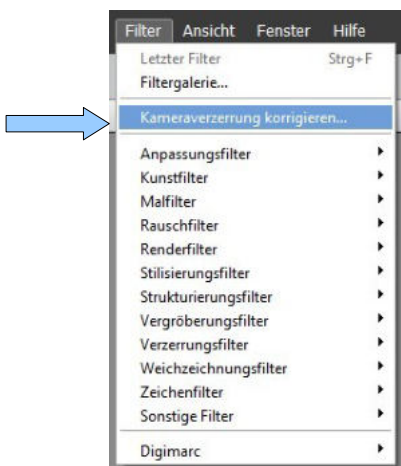 Filter Ansicht Fenster Hilfe
Letzter Filter Strg+F
Filtergalerie...
Kameraverzerrung korrigieren...
Anpassungsfilter
Kunstfilter
Malfilter
Rauschfilter
Renderfilter
Stilisierungsfilter
Strukturierungsfilter
Vergröberungsfilter
Verzerrungsfilter
Weichzeichnungsfilter
Zeichenfilter
Sonstige Filter
Digimarc